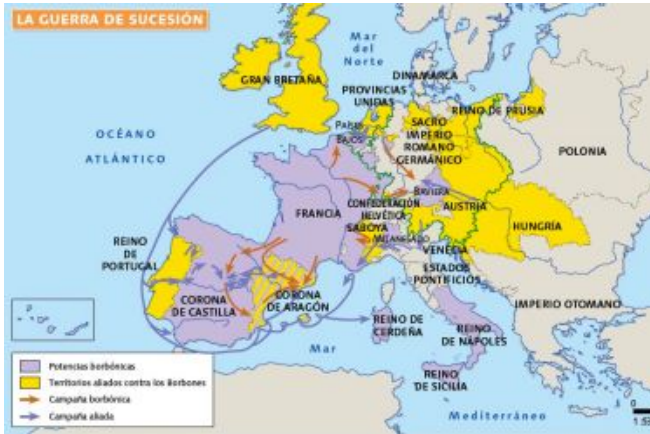 LA GUERRA DE SUCESIÓN
Mar
del
Norte
GRAN BRETAÑA
DINAMARCA
PROVINCIAS
UNIDAS
REINO DE PRUSIA
OCÉANO
ATLÁNTICO
PAÍSES
BAJOS
SACRO
IMPERIO
ROMANO
GERMÁNICO
POLONIA
BAVIERA
FRANCIA
CONFEDERACIÓN
HELVÉTICA
AUSTRIA
HUNGRÍA
SABOYA
MILANESADO
VENECIA
REINO
DE
PORTUGAL
ESTADOS
PONTIFICIOS
CORONA
DE CASTILLA
CORONA
DE ARAGÓN
IMPERIO OTOMANO
REINO DE
CERDEÑA
REINO
DE NÁPOLES
Mar
REINO
DE SICILIA
Mediterráneo
Potencias borbónicas
Territorios aliados contra los Borbones
Campaña borbónica
Campaña aliada
0